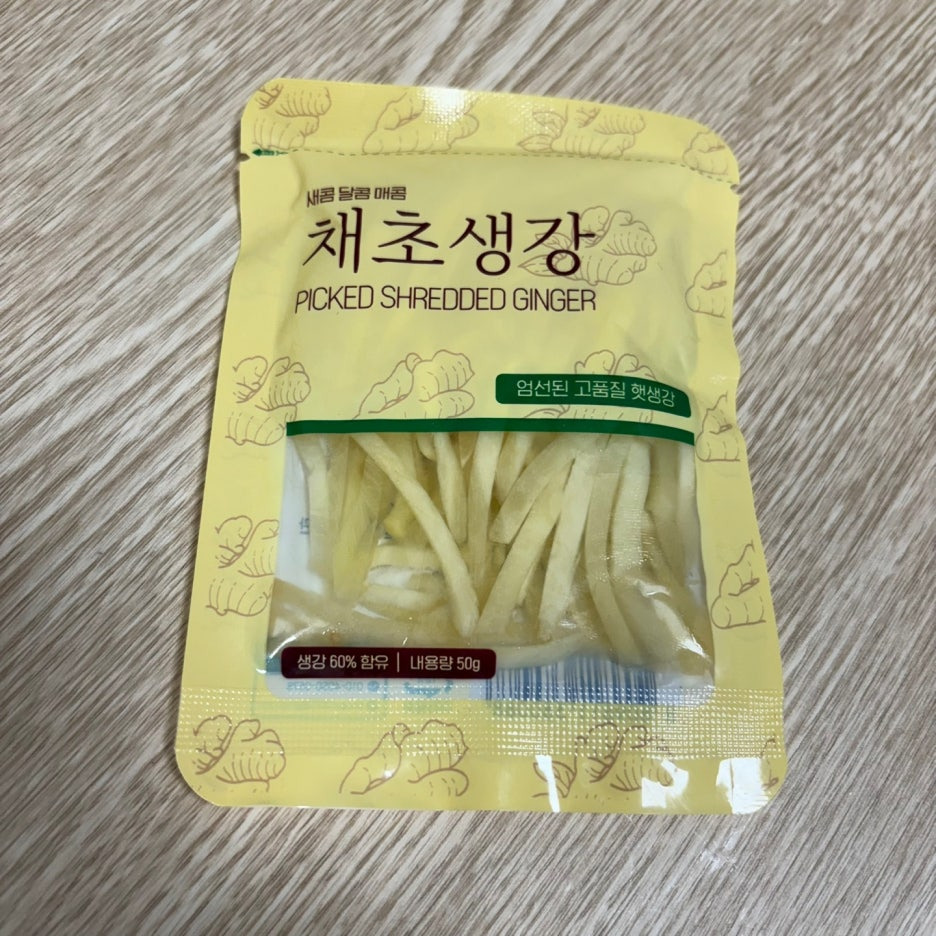 새콤 달콤 매콤
채초생강
PICKED SHREDDED GINGER
엄선된 고품질 햇생강
생강 60% 함유 | 내용량 50g